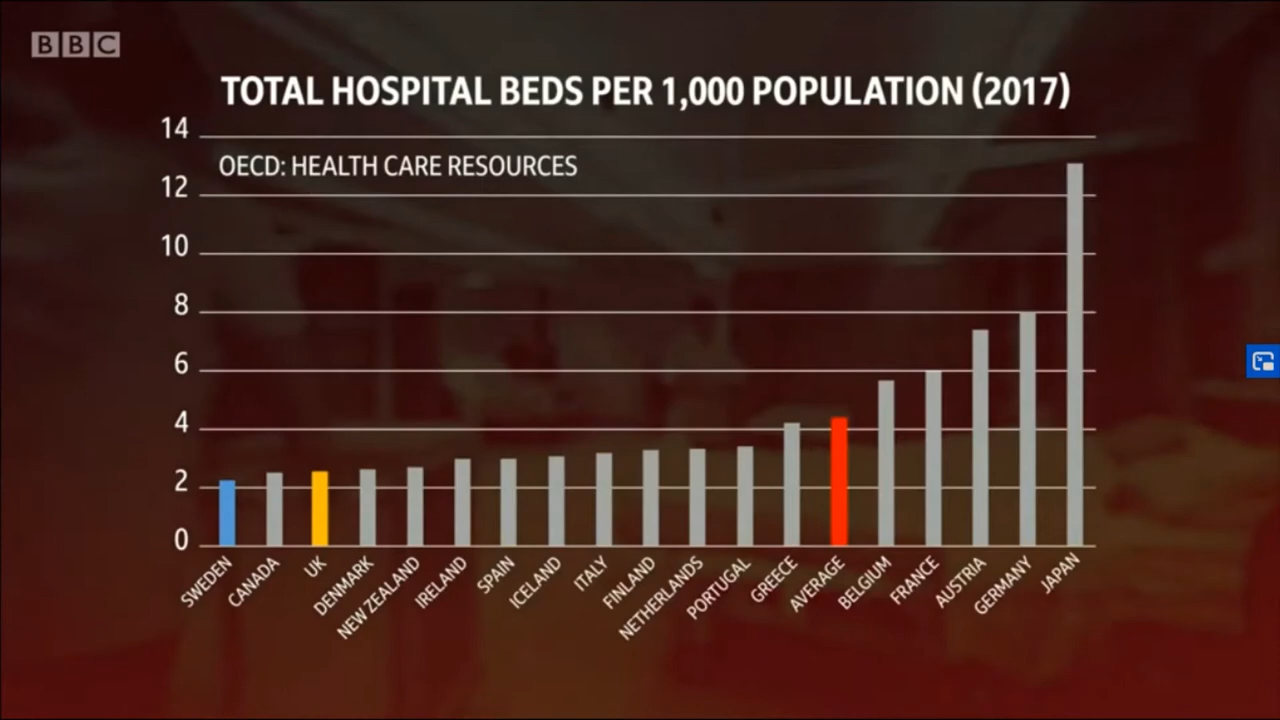 BBC
TOTAL HOSPITAL BEDS PER 1,000 POPULATION (2017)
14
OECD: HEALTH CARE RESOURCES
12
10
8
6
4
2
0
SWEDEN
CANADA
UK
DENMARK
NEW ZEALAND
IRELAND
SPAIN
ICELAND
ITALY
FINLAND
NETHERLANDS
PORTUGAL
GREECE
AVERAGE
BELGIUM
FRANCE
AUSTRIA
GERMANY
JAPAN